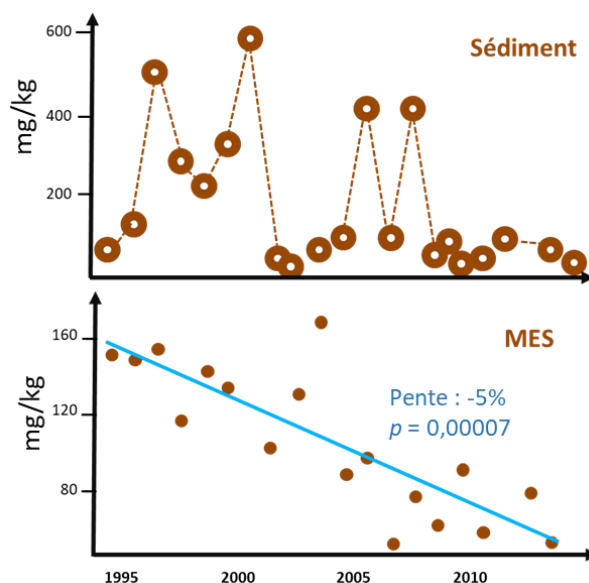 600
Sédiment
mg/kg
400
200
160
MES
mg/kg
120
Pente : -5%
p = 0,00007
80
1995 2000 2005 2010